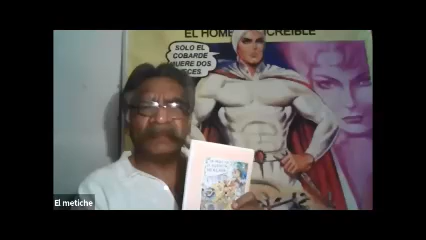 EL HOMBRE INCREIBLE
SOLO EL
COBARDE
MUERE DOS
VECES
El metiche